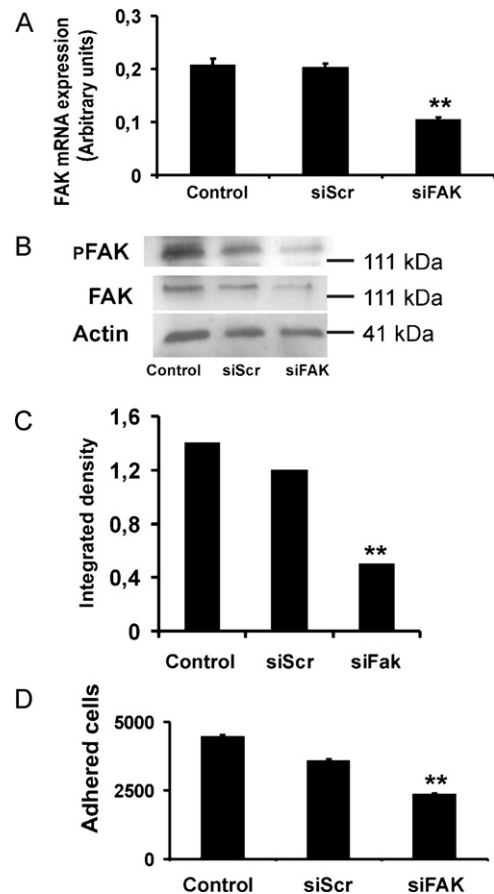 A
FAK mRNA expression
(Arbitrary units)
0,3
0,2
0,1
0
**
Control siScr siFAK
B
pFAK
111 kDa
FAK
111 kDa
Actin
41 kDa
Control siScr siFAK
C
Integrated density
1,6
1,2
0,8
0,4
0
**
Control siScr siFak
D
Adhered cells
5000
2500
0
**
Control siScr siFAK